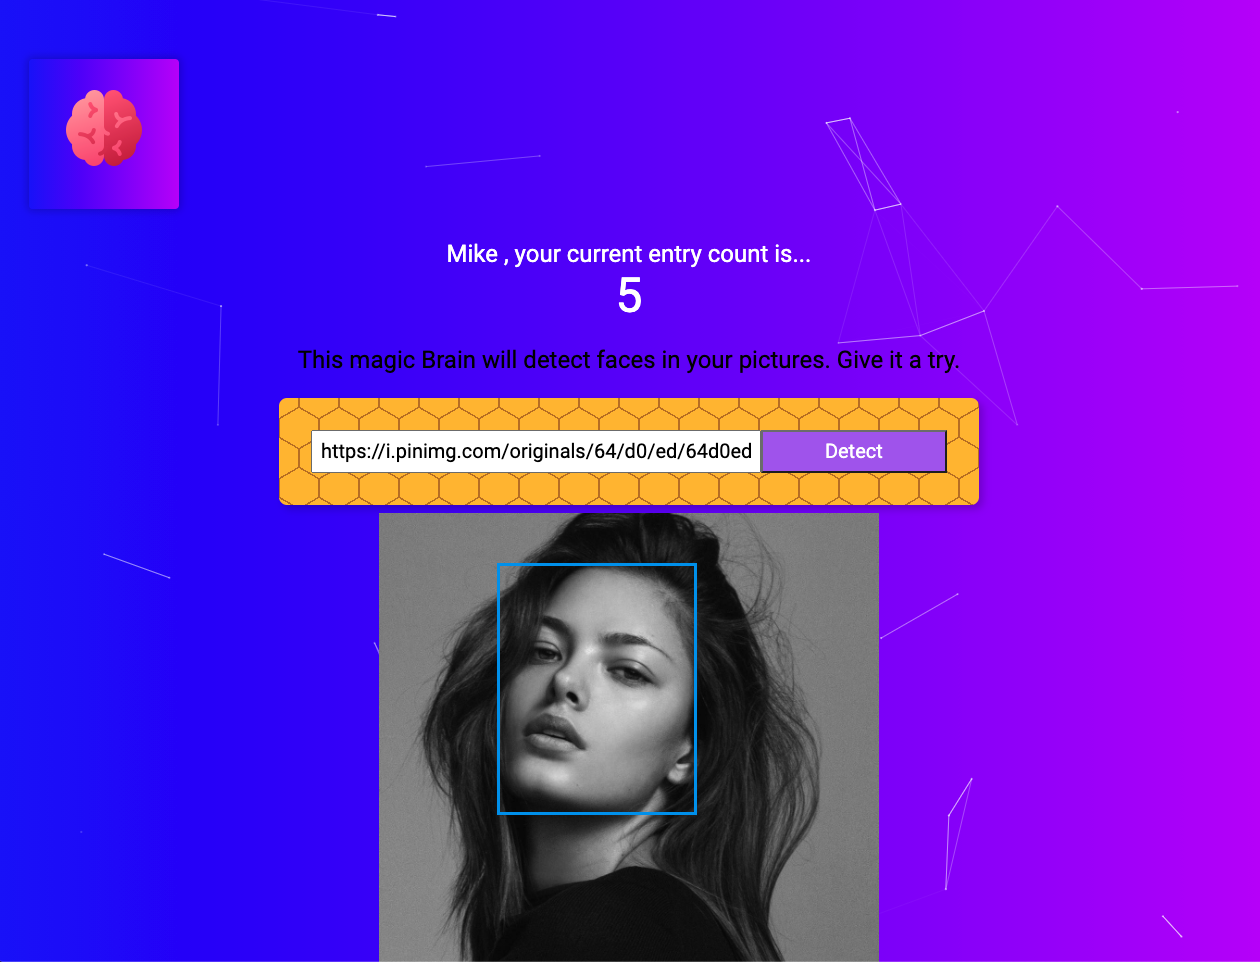 Mike , your current entry count is...
5
This magic Brain will detect faces in your pictures. Give it a try.
https://i.pinimg.com/originals/64/d0/ed/64d0ed
Detect